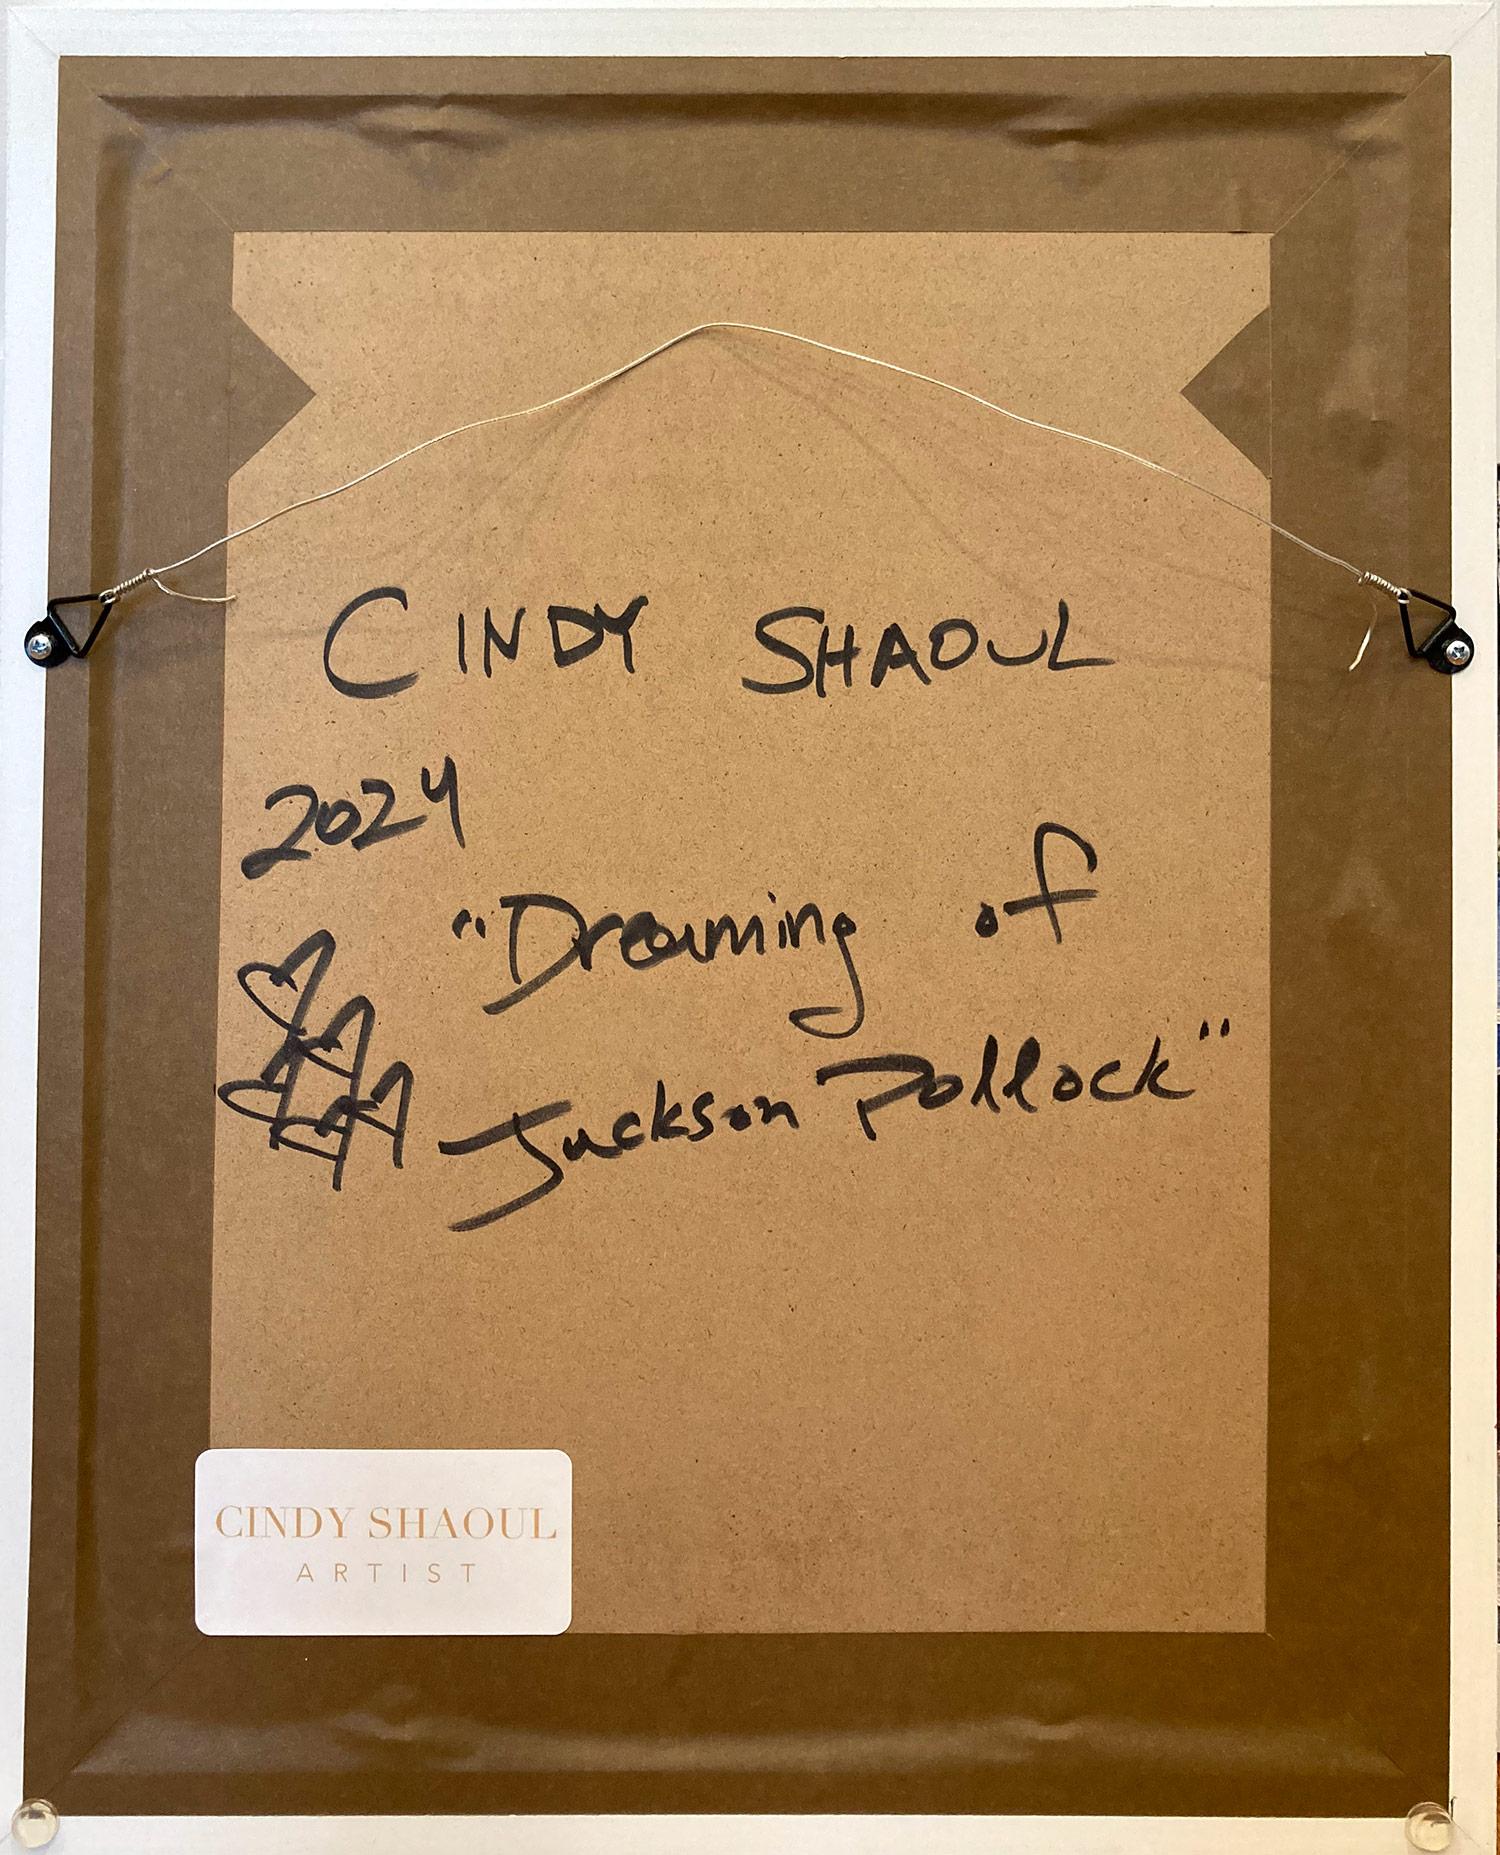 CINDY SHAOUL
2024
"Dreaming of
Jackson Pollock"
CINDY SHAOUL
ARTIST